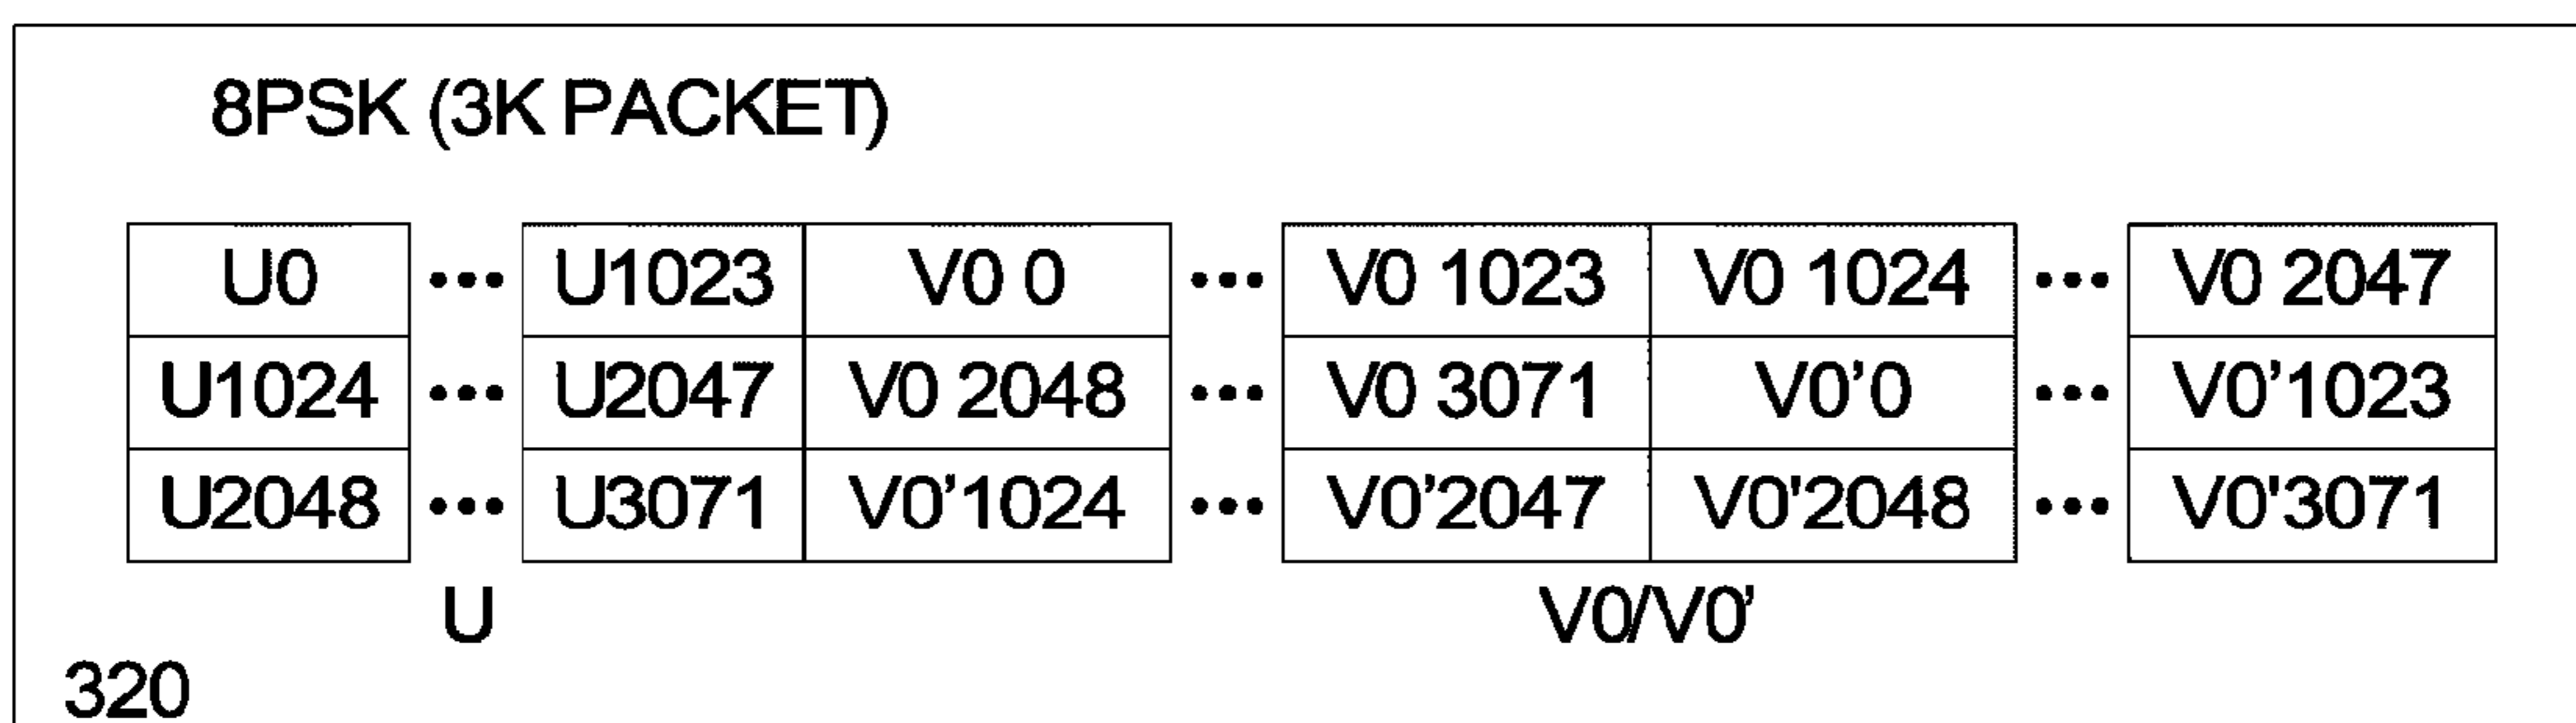 8PSK (3K PACKET)
U0 ••• U1023 V0 0 ••• V0 1023 V0 1024 ••• V0 2047
U1024 ••• U2047 V0 2048 ••• V0 3071 V0’0 ••• V0’1023
U2048 ••• U3071 V0’1024 ••• V0’2047 V0'2048 ••• V0'3071
U V0/V0'
320